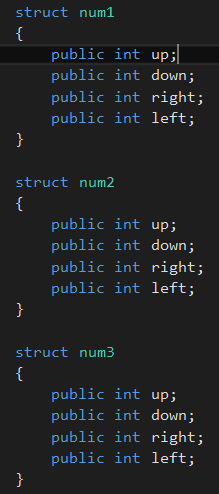 struct num1
{
    public int up;
    public int down;
    public int right;
    public int left;
}

struct num2
{
    public int up;
    public int down;
    public int right;
    public int left;
}

struct num3
{
    public int up;
    public int down;
    public int right;
    public int left;
}